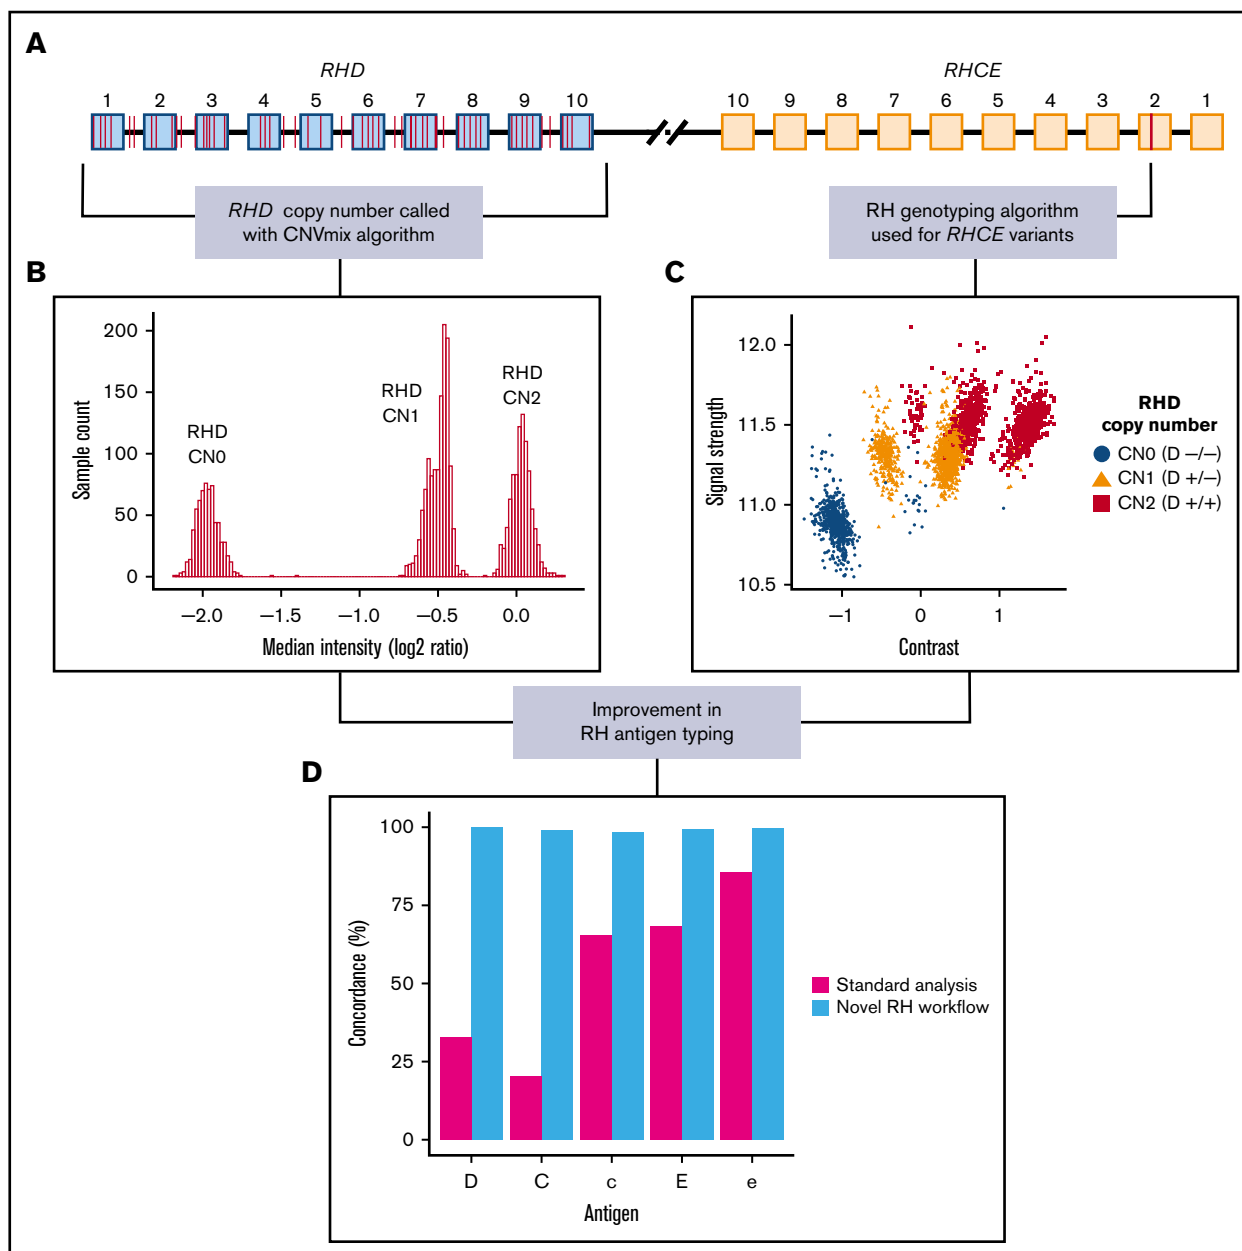 A
RHD
RHCE
1 2 3 4 5 6 7 8 9 10
10 9 8 7 6 5 4 3 2 1
RHD copy number called
with CNVmix algorithm
RH genotyping algorithm
used for RHCE variants
B
200
150
100
50
0
Sample count
RHD
CN0
RHD
CN1
RHD
CN2
−2.0 −1.5 −1.0 −0.5 0.0
Median intensity (log2 ratio)
C
12.0
11.5
11.0
10.5
Signal strength
−1 0 1
Contrast
RHD
copy number
CN0 (D −/−)
CN1 (D +/−)
CN2 (D +/+)
Improvement in
RH antigen typing
D
100
75
50
25
0
Concordance (%)
D C c E e
Antigen
Standard analysis
Novel RH workflow